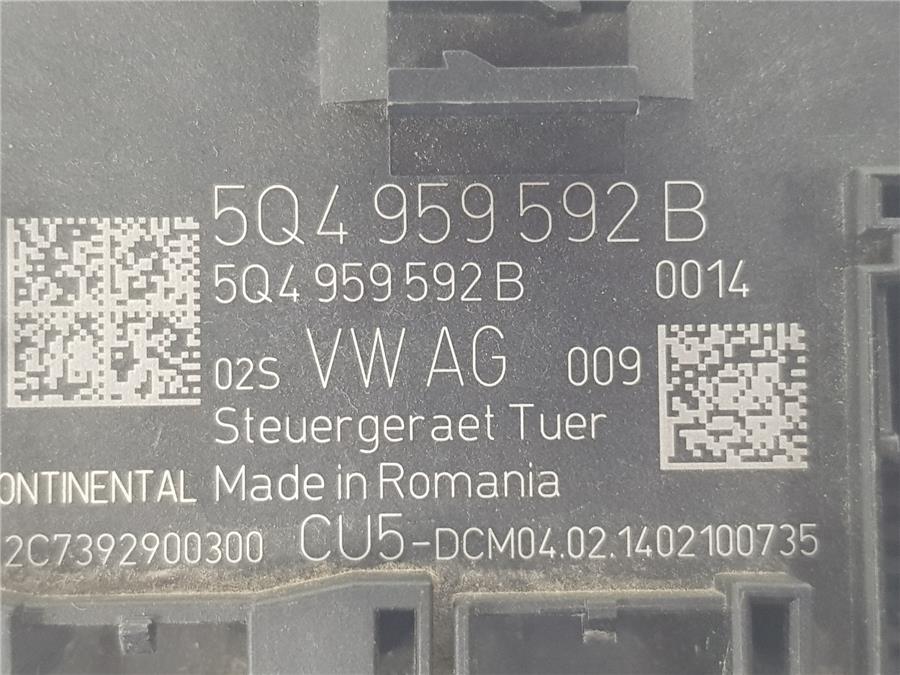 5Q4 959 592 B
5Q4 959 592 B 0014
02S VW AG 009
Steuergeraet Tuer
ONTINENTAL Made in Romania
2C7392900300 CU5-DCM04.02.1402100735